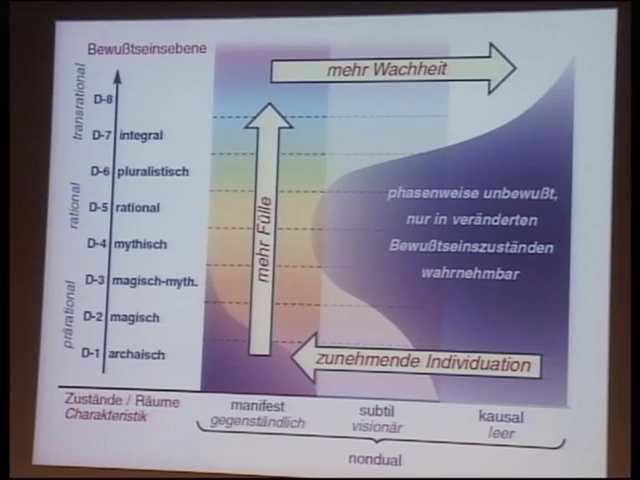 Bewußtseinsebene
transrational
rational
prärational
D-8
D-7 integral
D-6 pluralistisch
D-5 rational
D-4 mythisch
D-3 magisch-myth.
D-2 magisch
D-1 archaisch
mehr Wachheit
mehr Fülle
phasenweise unbewußt,
nur in veränderten
Bewußtseinszuständen
wahrnehmbar
zunehmende Individuation
Zustände / Räume
Charakteristik
manifest
gegenständlich
subtil
visionär
kausal
leer
nondual